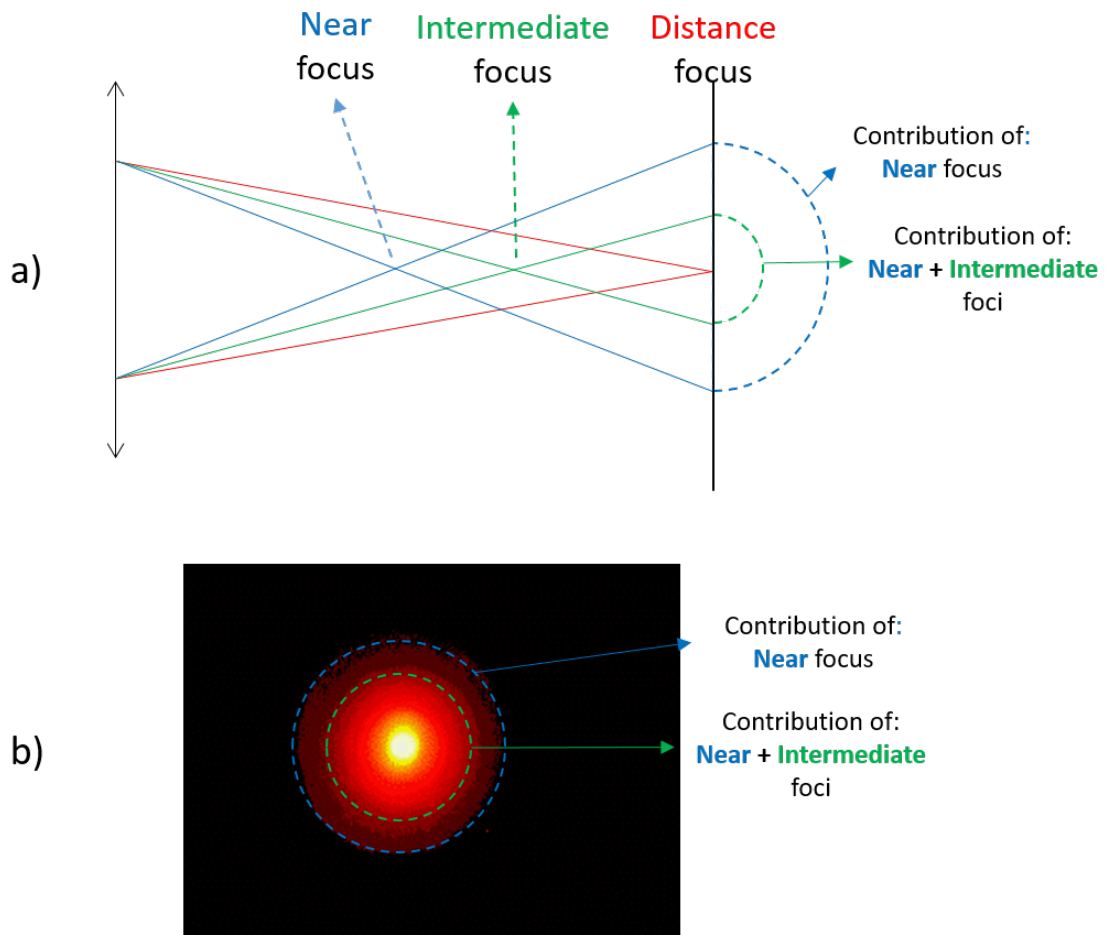 Near
focus
Intermediate
focus
Distance
focus
a)
Contribution of:
Near focus
Contribution of:
Near + Intermediate
foci
b)
Contribution of:
Near focus
Contribution of:
Near + Intermediate
foci